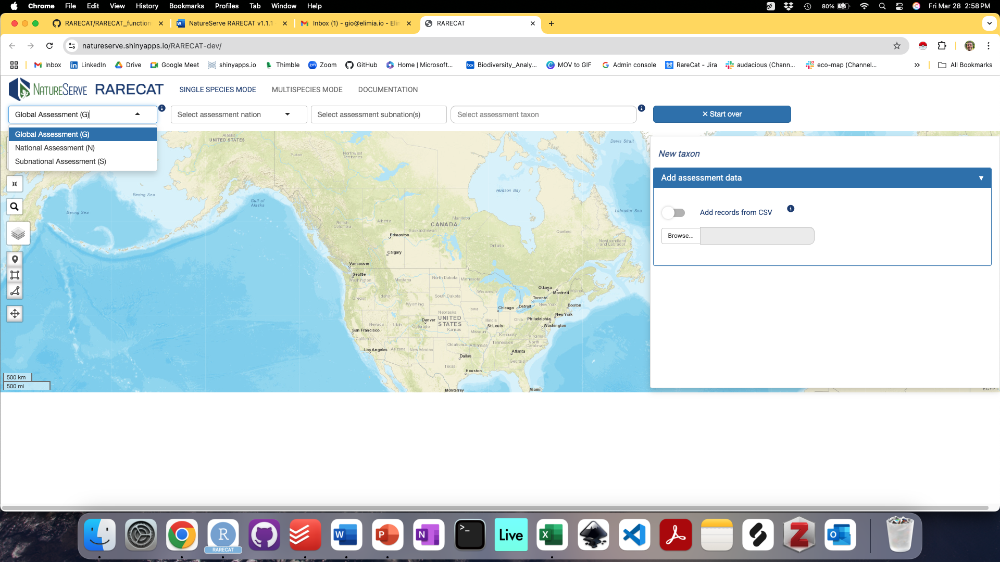 Chrome File Edit View History Bookmarks Profiles Tab Window Help 80% Fri Mar 28 2:58 PM
RARECAT/RARECAT_function NatureServe RARECAT v1.1.1 Inbox (1) - gio@elimia.io - Elim RARECAT
natureserve.shinyapps.io/RARECAT-dev/
Inbox LinkedIn Drive Google Meet shinyapps.io Thimble Zoom GitHub Home | Microsoft... Biodiversity_Analy... MOV to GIF Admin console RareCat - Jira audacious (Chann... eco-map (Channel... » All Bookmarks
NATURESERVE RARECAT SINGLE SPECIES MODE MULTISPECIES MODE DOCUMENTATION
Global Assessment (G) Select assessment nation Select assessment subnation(s) Select assessment taxon × Start over
Global Assessment (G)
National Assessment (N)
Subnational Assessment (S)
New taxon
Add assessment data
Add records from CSV
Browse...
Alaska
UNITED STATES
Davis Strait
Yukon
Northwest
Territories
Hudson Bay
Bering Sea
Gulf of
Alaska
Bering Sea
Labrador Sea
Manitoba
British
Columbia
Alberta
CANADA
Saskatchewan
Quebec
Edmonton
Newfoundland
and Labrador
Ontario
Calgary
Vancouver
Seattle
Washington
Montana
North Dakota
Minnesota
Ottawa
Montréal
Maine
Wisconsin
Toronto
Oregon
Idaho
South Dakota
Wyoming
Chicago
Detroit
New York
Boston
Nebraska
Iowa
New York
Denver
UNITED
STATES
Illinois
Ohio
Philadelphia
Nevada
Utah
Colorado
Kansas
St Louis
Washington
San Francisco
Missouri
Kentucky
Virginia
California
Oklahoma
Arkansas
Tennessee
North
Carolina
Los Angeles
Arizona
New Mexico
Atlanta
Dallas
Georgia
Texas
Houston
Monterrey
Miami
EGYPT
500 km
500 mi
R
RARECAT
W
P
N
>_
Live
X
Z
O